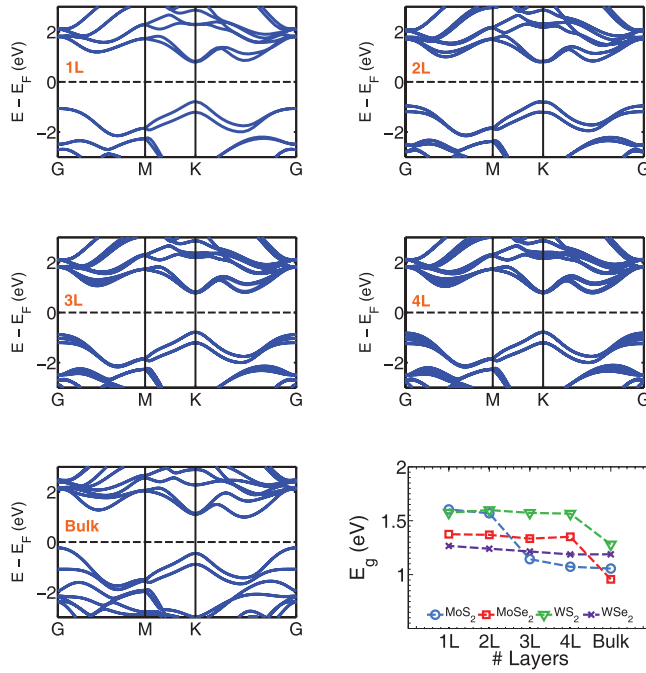 E − E_F (eV)
2
0
−2
1L
G M K G
E − E_F (eV)
2
0
−2
2L
G M K G
E − E_F (eV)
2
0
−2
3L
G M K G
E − E_F (eV)
2
0
−2
4L
G M K G
E − E_F (eV)
2
0
−2
Bulk
G M K G
E_g (eV)
2
1.5
1
MoS₂ MoSe₂ WS₂ WSe₂
1L 2L 3L 4L Bulk
# Layers